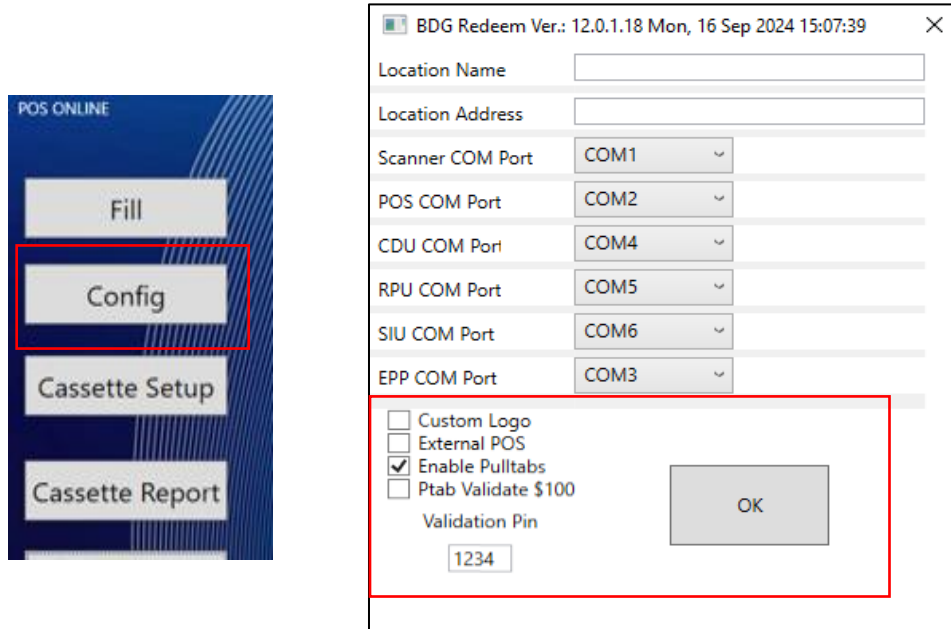 POS ONLINE
Fill
Config
Cassette Setup
Cassette Report
BDG Redeem Ver.: 12.0.1.18 Mon, 16 Sep 2024 15:07:39
Location Name
Location Address
Scanner COM Port COM1
POS COM Port COM2
CDU COM Port COM4
RPU COM Port COM5
SIU COM Port COM6
EPP COM Port COM3
Custom Logo
External POS
Enable Pulltabs
Ptab Validate $100
Validation Pin
1234
OK